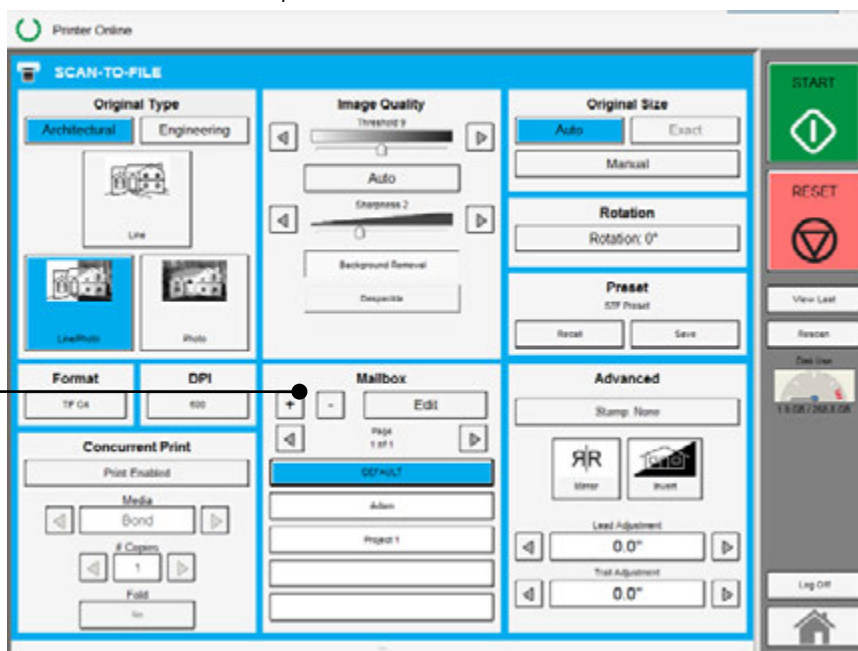 Printer Online
SCAN-TO-FILE
Original Type
Architectural
Engineering
Line
Line/Photo
Photo
Image Quality
Threshold 9
Auto
Sharpness 2
Background Removal
Despeckle
Original Size
Auto
Exact
Manual
Rotation
Rotation: 0°
Preset
STF Preset
Recall
Save
Format
TIF G4
DPI
600
Concurrent Print
Print Enabled
Media
Bond
# Copies
1
Fold
No
Mailbox
+
-
Edit
Page
1 of 1
DEFAULT
Adam
Project 1
Advanced
Stamp: None
Mirror
Invert
Lead Adjustment
0.0"
Trail Adjustment
0.0"
START
RESET
View Last
Rescan
Disk Use
Log Off